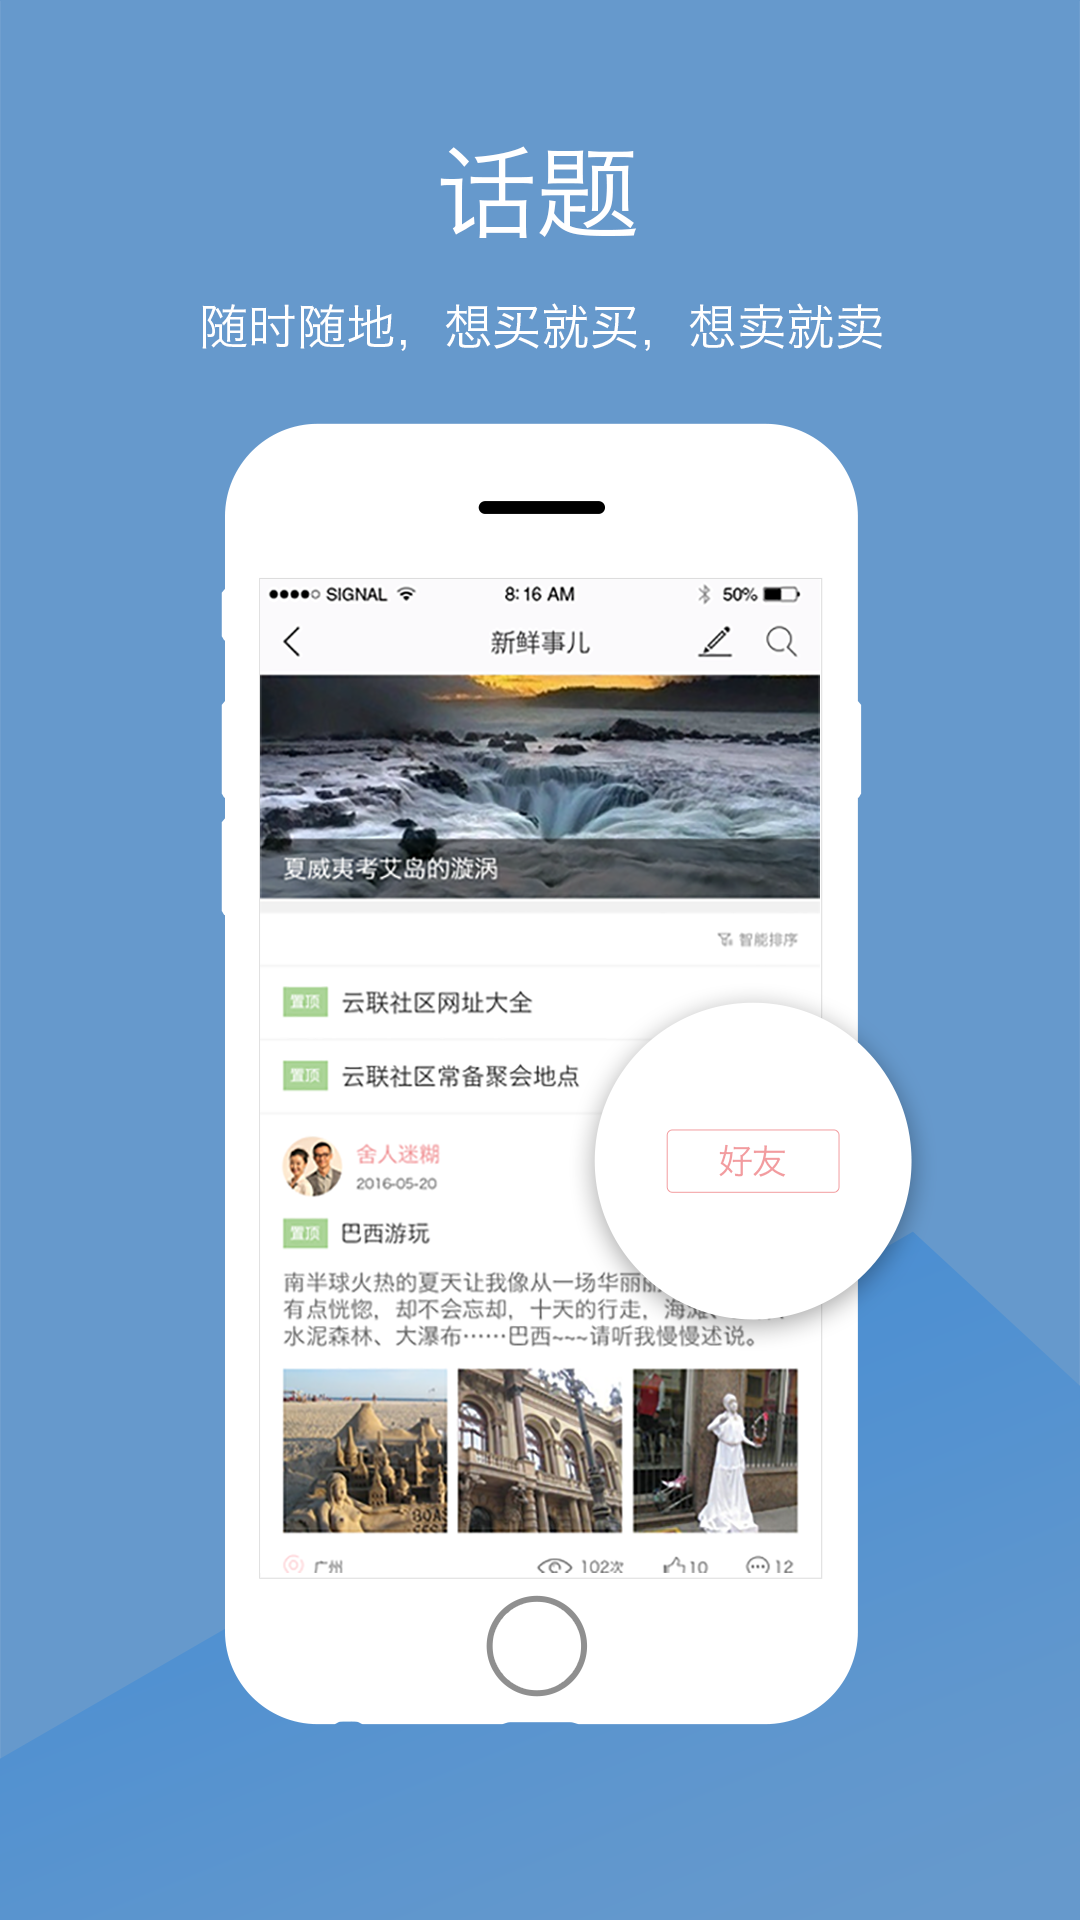 话题
随时随地，想买就买，想卖就卖
SIGNAL 8:16 AM 50%
新鲜事儿
夏威夷考艾岛的漩涡
智能排序
置顶 云联社区网址大全
置顶 云联社区常备聚会地点
好友
舍人迷糊
2016-05-20
置顶 巴西游玩
南半球火热的夏天让我像从一场华丽
有点恍惚，却不会忘却，十天的行走，海滩、
水泥森林、大瀑布……巴西~~~请听我慢慢述说。
广州 102次 10 12